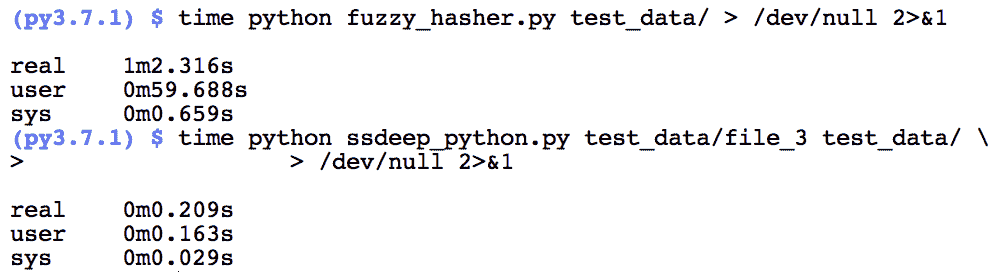 (py3.7.1) $ time python fuzzy_hasher.py test_data/ > /dev/null 2>&1
real 1m2.316s
user 0m59.688s
sys 0m0.659s
(py3.7.1) $ time python ssdeep_python.py test_data/file_3 test_data/ \
> > /dev/null 2>&1
real 0m0.209s
user 0m0.163s
sys 0m0.029s